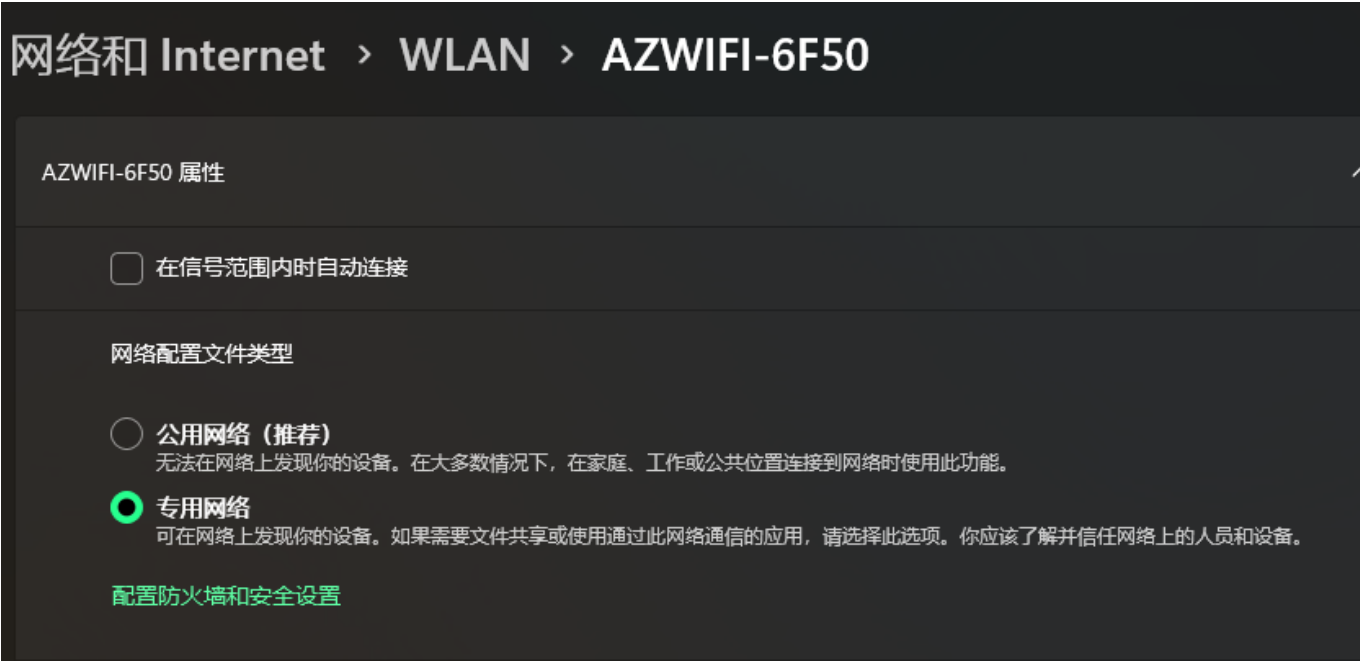 网络和 Internet › WLAN › AZWIFI-6F50
AZWIFI-6F50 属性
在信号范围内时自动连接
网络配置文件类型
公用网络（推荐）
无法在网络上发现你的设备。在大多数情况下，在家庭、工作或公共位置连接到网络时使用此功能。
专用网络
可在网络上发现你的设备。如果需要文件共享或使用通过此网络通信的应用，请选择此选项。你应该了解并信任网络上的人员和设备。
配置防火墙和安全设置